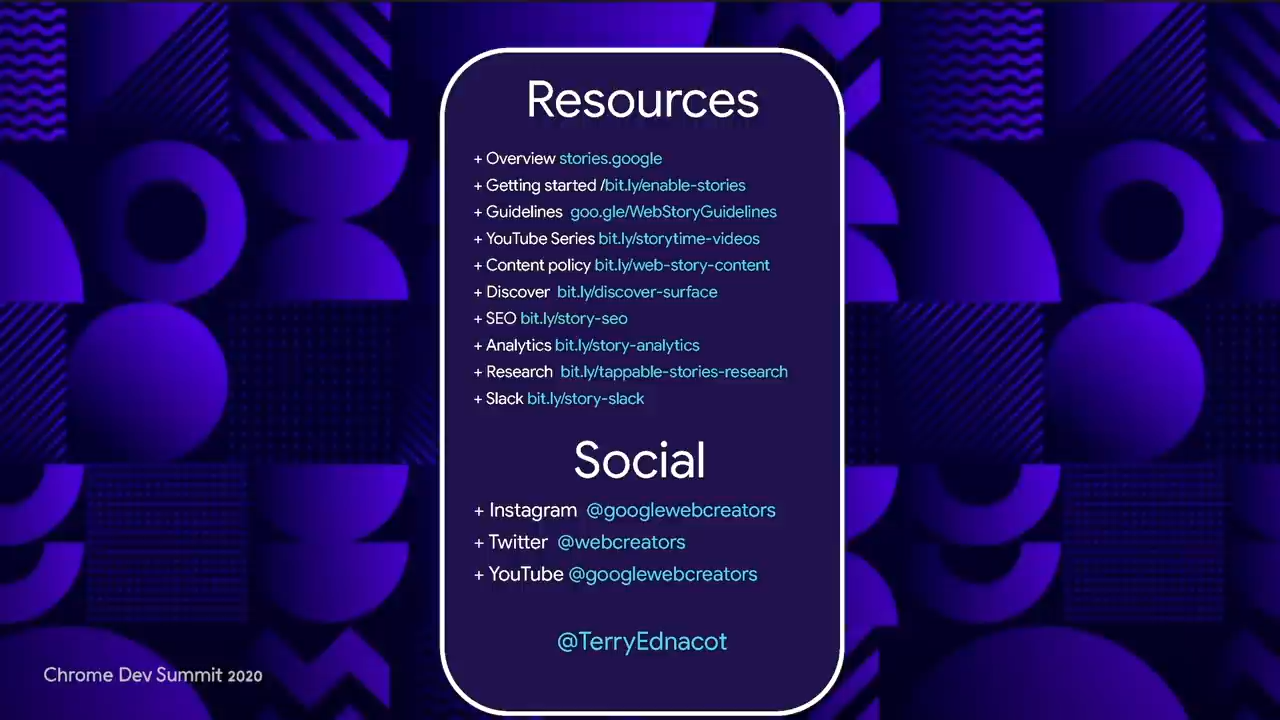 Resources
+ Overview stories.google
+ Getting started /bit.ly/enable-stories
+ Guidelines goo.gle/WebStoryGuidelines
+ YouTube Series bit.ly/storytime-videos
+ Content policy bit.ly/web-story-content
+ Discover bit.ly/discover-surface
+ SEO bit.ly/story-seo
+ Analytics bit.ly/story-analytics
+ Research bit.ly/tappable-stories-research
+ Slack bit.ly/story-slack
Social
+ Instagram @googlewebcreators
+ Twitter @webcreators
+ YouTube @googlewebcreators
@TerryEdnacot
Chrome Dev Summit 2020